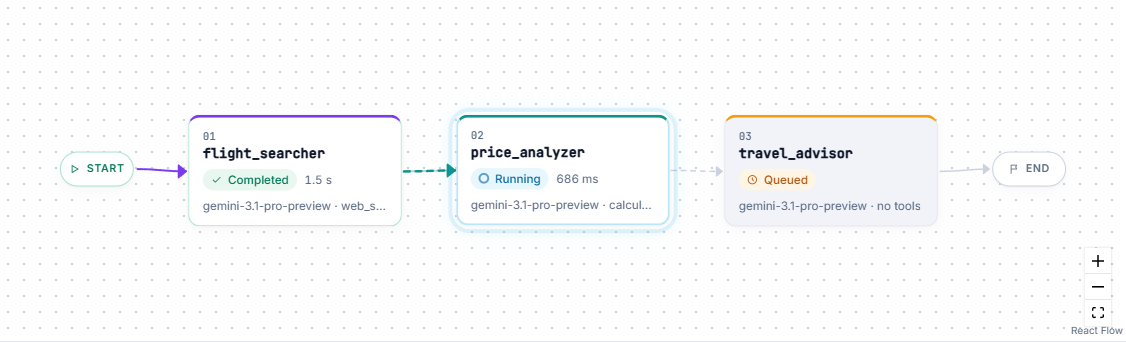 START
01
flight_searcher
Completed 1.5 s
gemini-3.1-pro-preview · web_s...
02
price_analyzer
Running 686 ms
gemini-3.1-pro-preview · calcul...
03
travel_advisor
Queued
gemini-3.1-pro-preview · no tools
END
React Flow